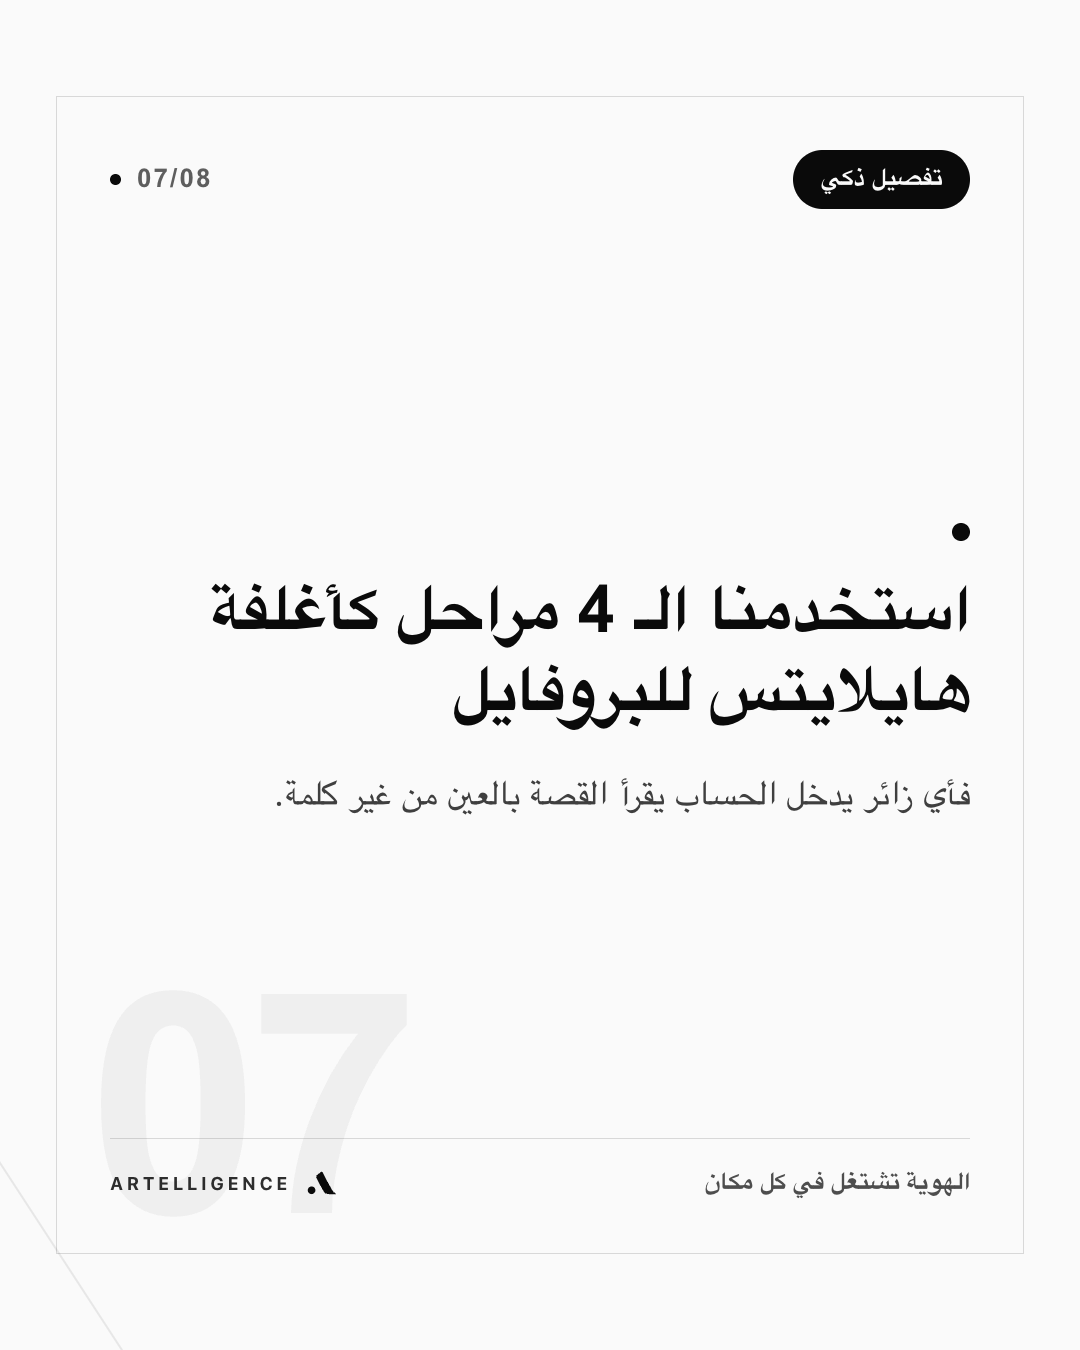 تفصيل ذكي
07/08
استخدمنا الـ 4 مراحل كأغلفة
هايلايتس للبروفايل
فأي زائر يدخل الحساب يقرأ القصة بالعين من غير كلمة.
07
الهوية تشتغل في كل مكان
ARTELLIGENCE